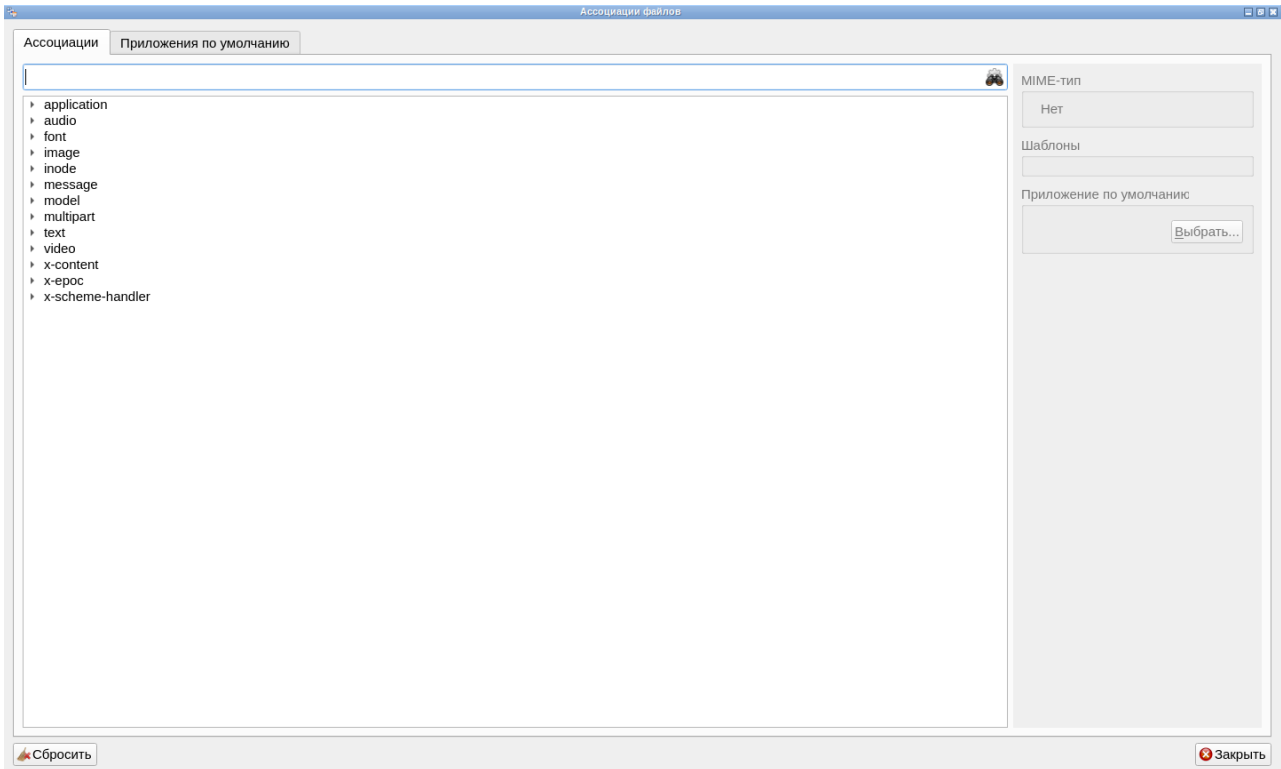 Ассоциации файлов
Ассоциации
Приложения по умолчанию
application
audio
font
image
inode
message
model
multipart
text
video
x-content
x-epoc
x-scheme-handler
MIME-тип
Нет
Шаблоны
Приложение по умолчанию
Выбрать...
Сбросить
Закрыть